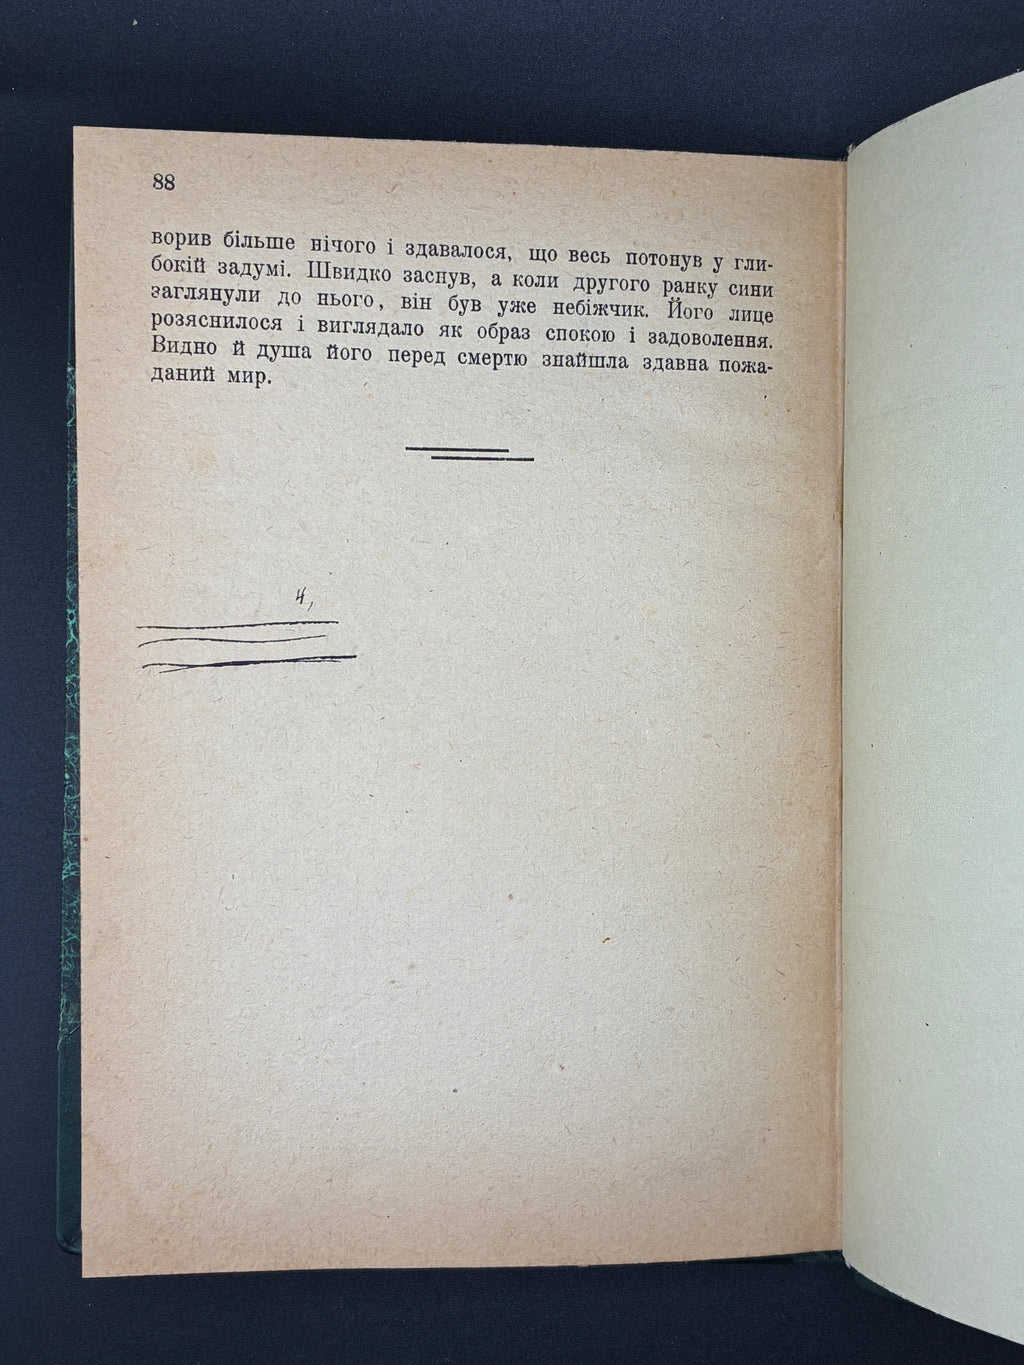 88
ворив більше нічого і здавалося, що весь потонув у гли-
бокій задумі. Швидко заснув, а коли другого ранку сини
заглянули до нього, він був уже небіжчик. Його лице
розяснилося і виглядало як образ спокою і задоволення.
Видно й душа його перед смертю знайшла здавна пожа-
даний мир.
4,